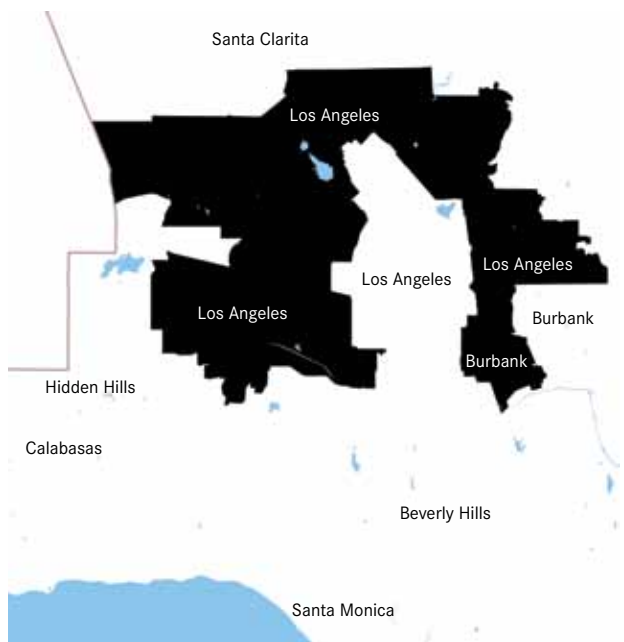 Santa Clarita
Los Angeles
Los Angeles
Los Angeles
Los Angeles
Burbank
Burbank
Hidden Hills
Calabasas
Beverly Hills
Santa Monica